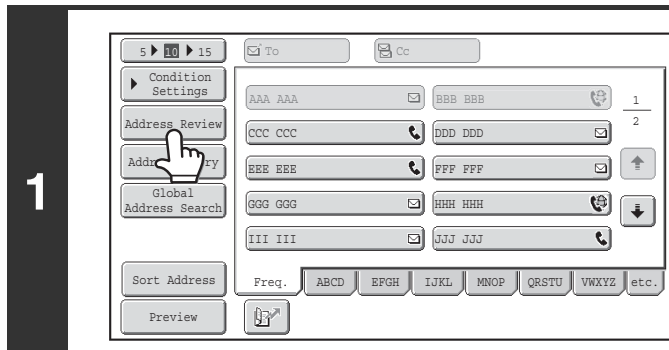 1
5 10 15
To
Cc
Condition
Settings
Address Review
Global
Address Search
Sort Address
Preview
AAA AAA
BBB BBB
CCC CCC
DDD DDD
EEE EEE
FFF FFF
GGG GGG
HHH HHH
III III
JJJ JJJ
1
2
Freq. ABCD EFGH IJKL MNOP QRSTU VWXYZ etc.